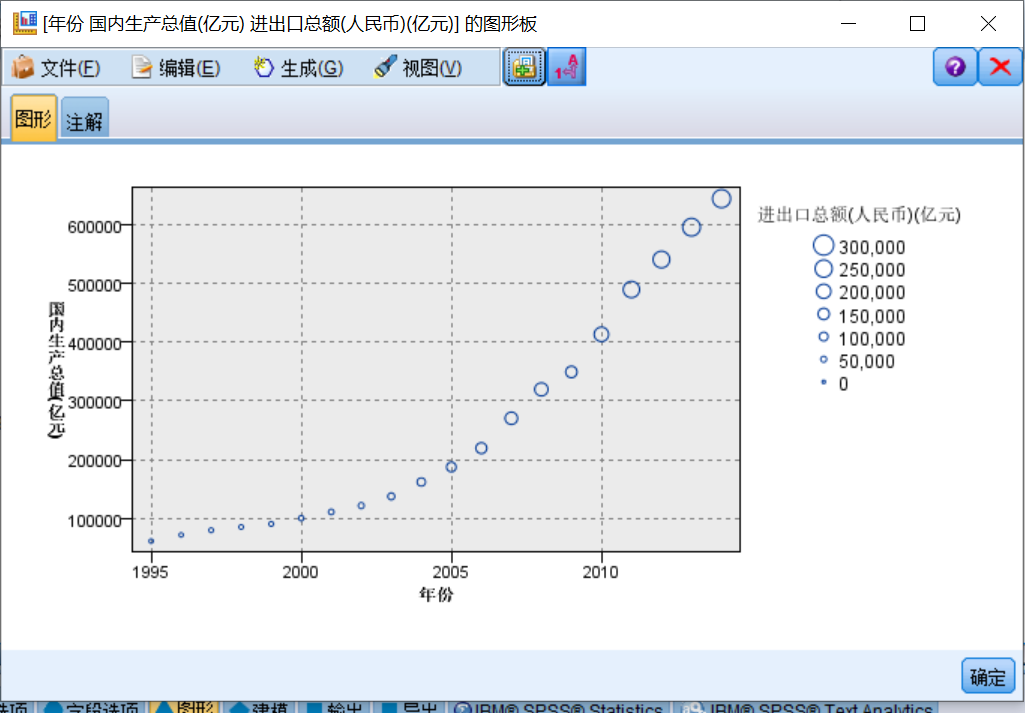 [年份 国内生产总值(亿元) 进出口总额(人民币)(亿元)] 的图形板
文件(F) 编辑(E) 生成(G) 视图(V)
图形 注解
国内生产总值(亿元)
600000
500000
400000
300000
200000
100000
1995 2000 2005 2010
年份
进出口总额(人民币)(亿元)
300,000
250,000
200,000
150,000
100,000
50,000
0
确定
选项 字段选项 图形 建模 输出 导出 IBM® SPSS® Statistics IBM® SPSS® Text Analytics